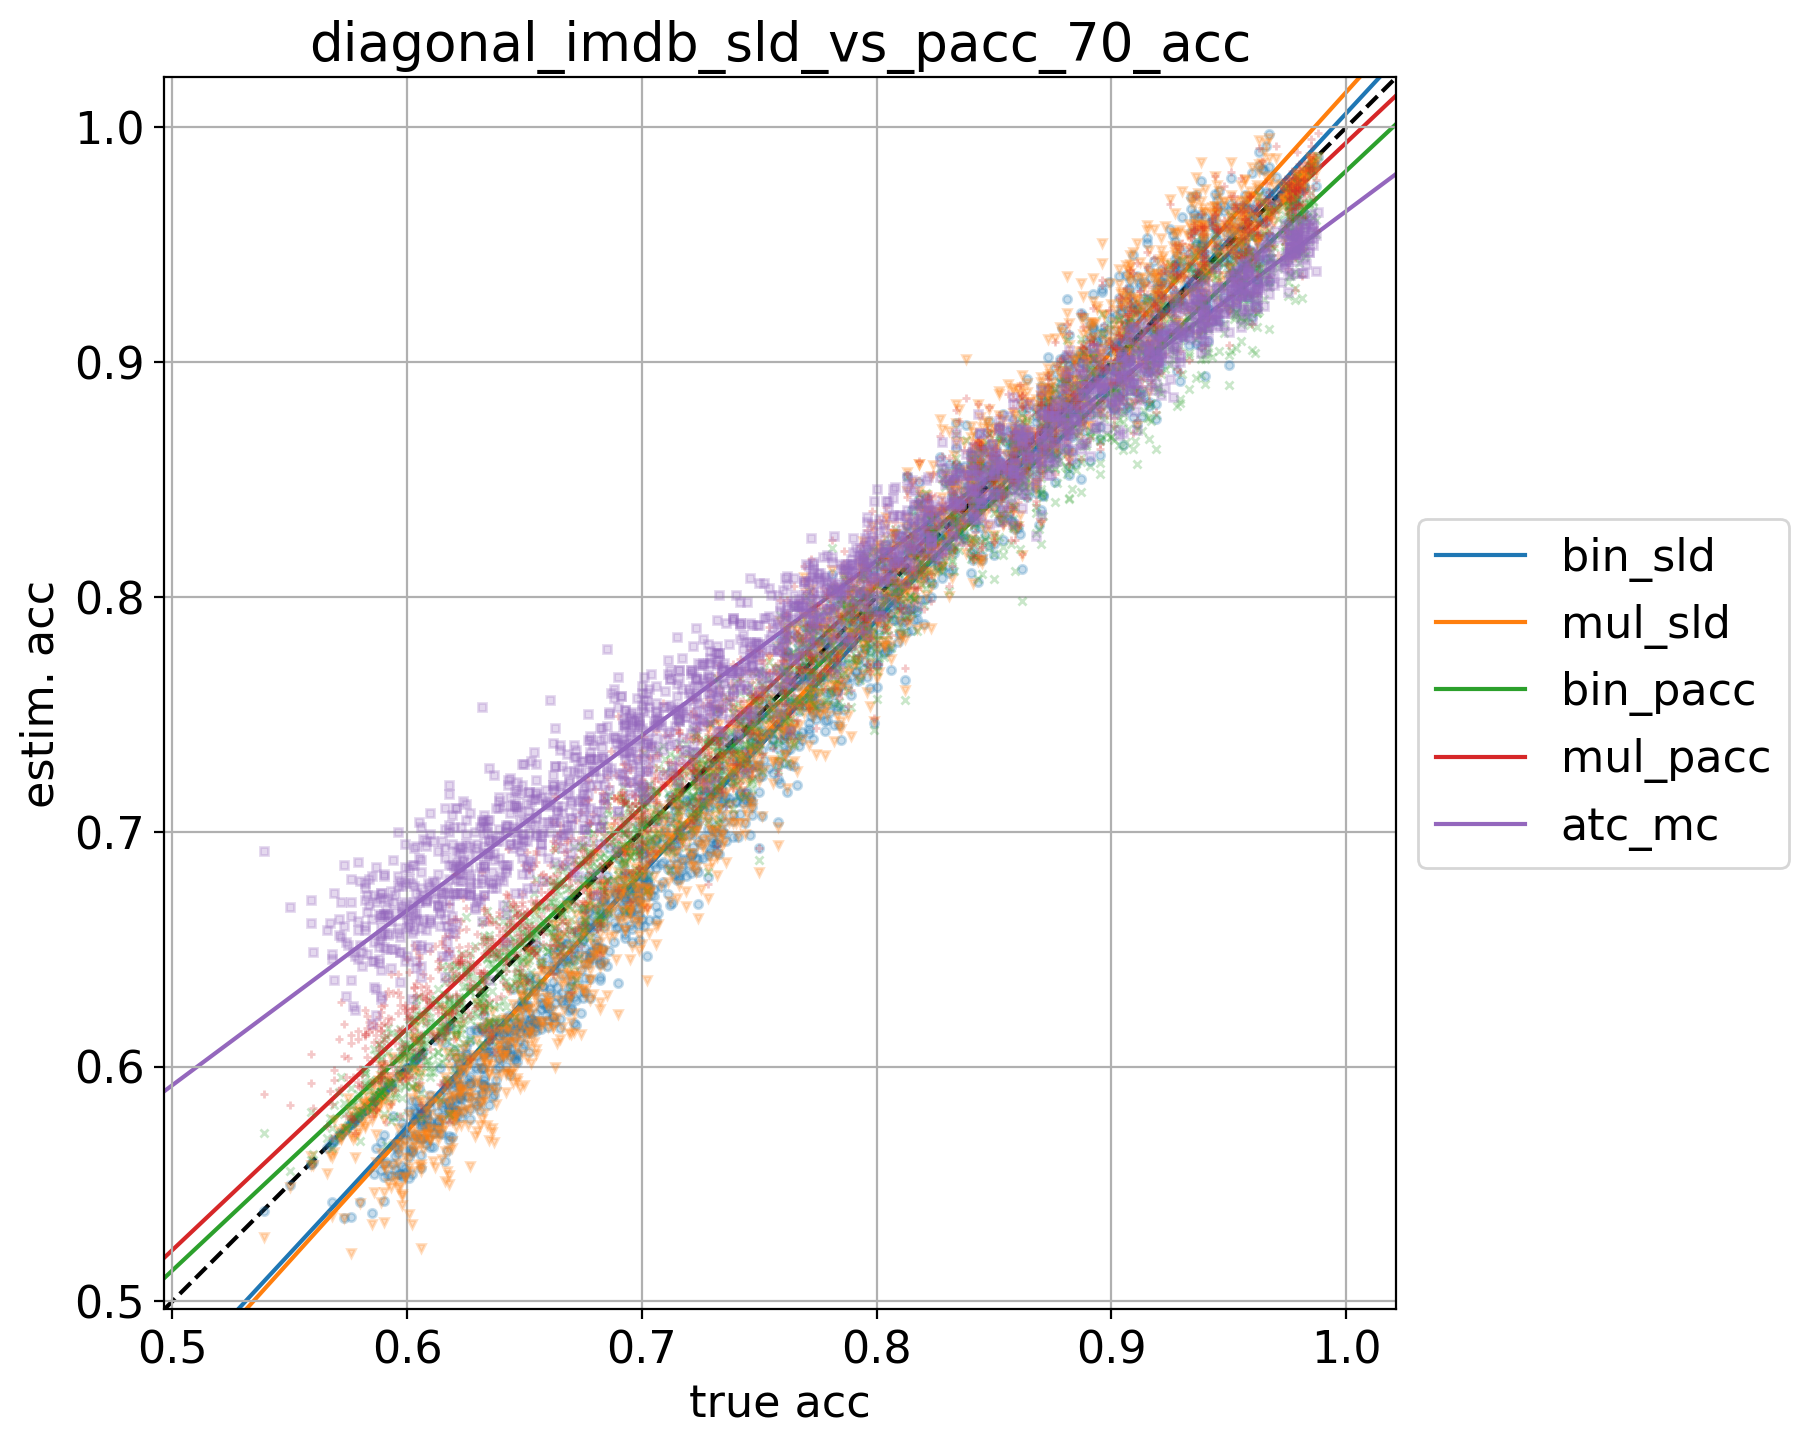 diagonal_imdb_sld_vs_pacc_70_acc
1.0
0.9
0.8
0.7
0.6
0.5
estim. acc
0.5 0.6 0.7 0.8 0.9 1.0
true acc
bin_sld
mul_sld
bin_pacc
mul_pacc
atc_mc